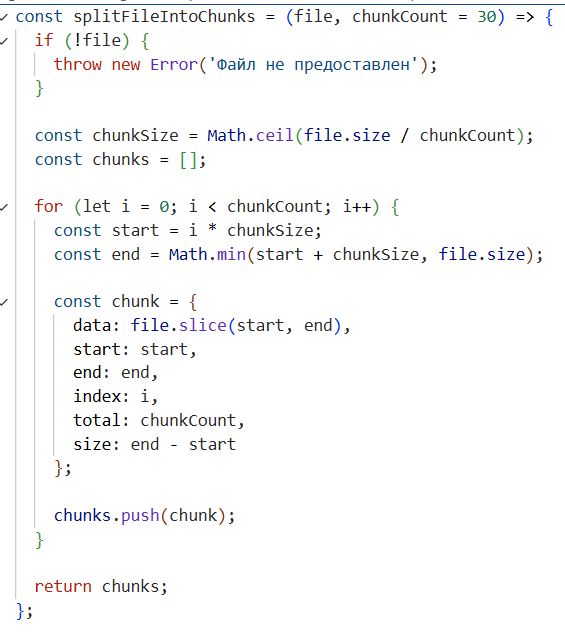 const splitFileIntoChunks = (file, chunkCount = 30) => {
if (!file) {
throw new Error('Файл не предоставлен');
}
const chunkSize = Math.ceil(file.size / chunkCount);
const chunks = [];
for (let i = 0; i < chunkCount; i++) {
const start = i * chunkSize;
const end = Math.min(start + chunkSize, file.size);
const chunk = {
data: file.slice(start, end),
start: start,
end: end,
index: i,
total: chunkCount,
size: end - start
};
chunks.push(chunk);
}
return chunks;
};